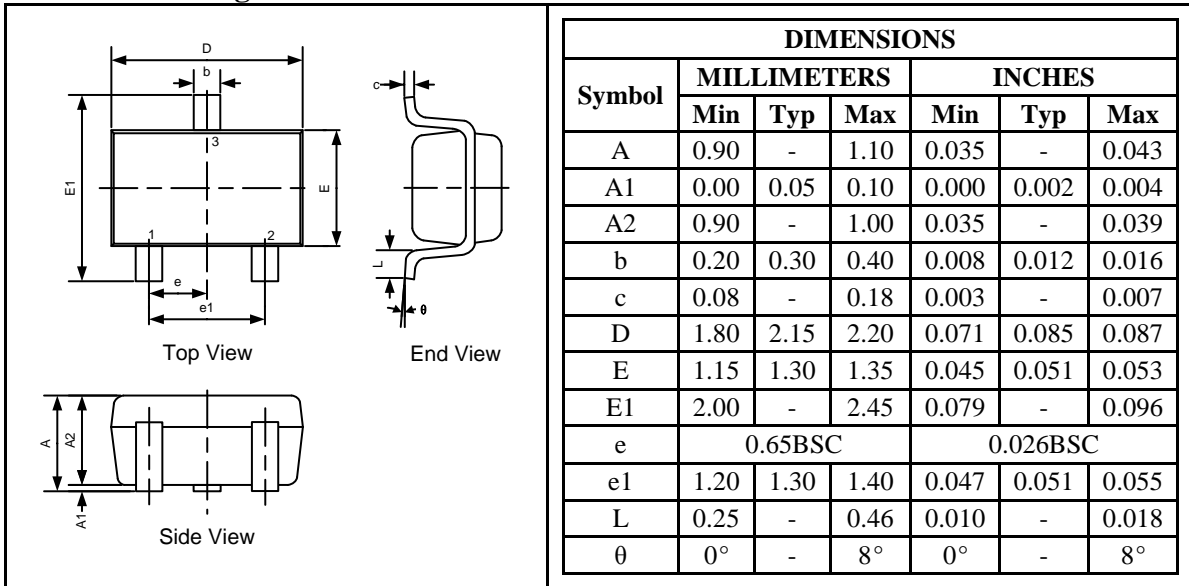 D
b
c
3
E1
E
1
2
L
e
θ
e1
Top View
End View
A
A2
A1
Side View
DIMENSIONS
Symbol MILLIMETERS INCHES
Min Typ Max Min Typ Max
A 0.90 - 1.10 0.035 - 0.043
A1 0.00 0.05 0.10 0.000 0.002 0.004
A2 0.90 - 1.00 0.035 - 0.039
b 0.20 0.30 0.40 0.008 0.012 0.016
c 0.08 - 0.18 0.003 - 0.007
D 1.80 2.15 2.20 0.071 0.085 0.087
E 1.15 1.30 1.35 0.045 0.051 0.053
E1 2.00 - 2.45 0.079 - 0.096
e 0.65BSC 0.026BSC
e1 1.20 1.30 1.40 0.047 0.051 0.055
L 0.25 - 0.46 0.010 - 0.018
θ 0° - 8° 0° - 8°